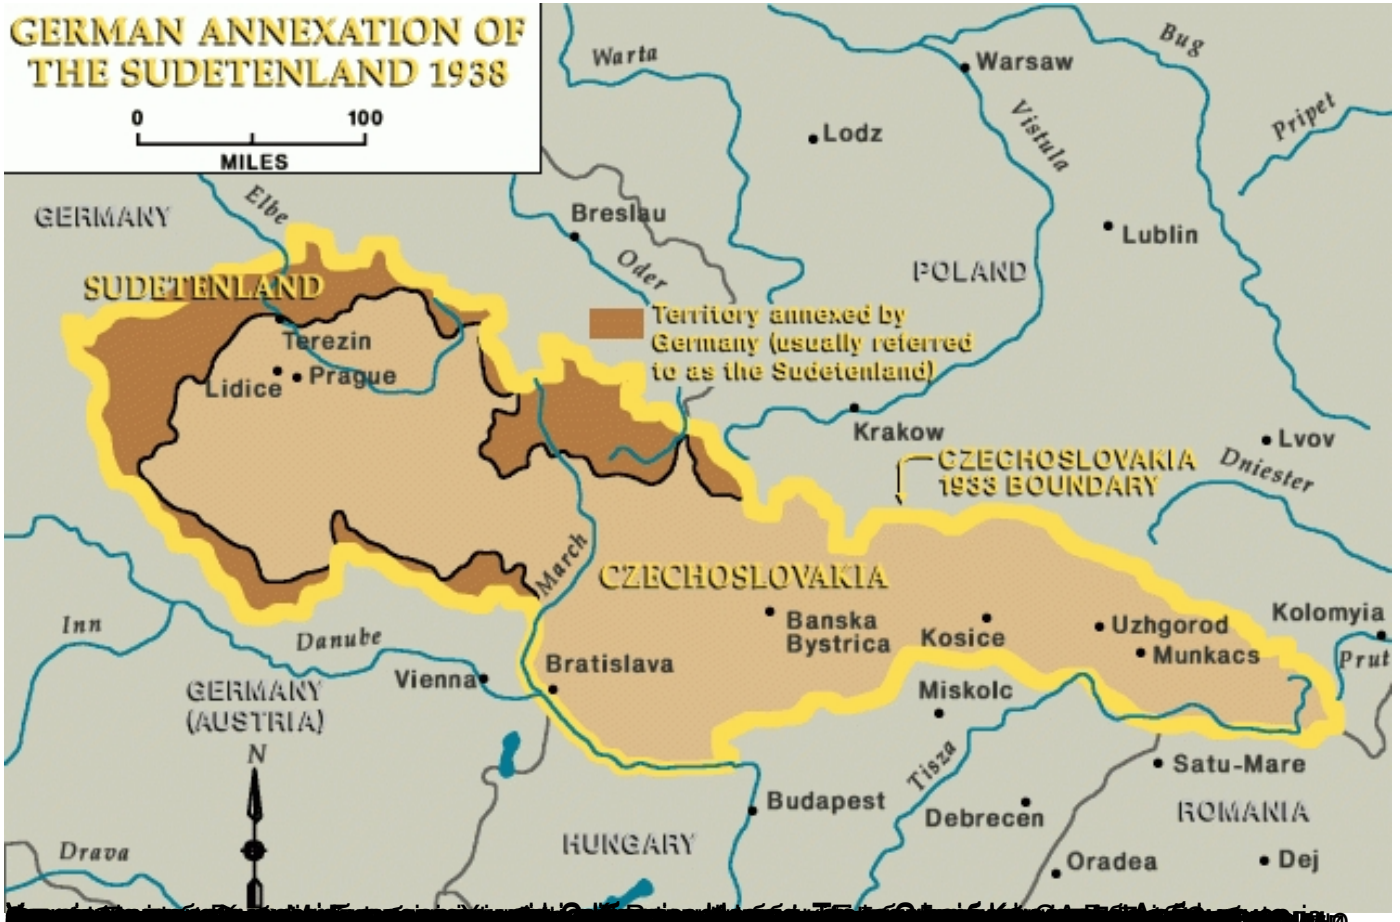 GERMAN ANNEXATION OF
THE SUDETENLAND 1938
0 100
MILES
Warta
Bug
Warsaw
Pripet
Vistula
Lodz
Elbe
GERMANY
Breslau
Lublin
Oder
POLAND
SUDETENLAND
Territory annexed by
Germany (usually referred
to as the Sudetenland)
Terezin
Lidice
Prague
Krakow
Lvov
CZECHOSLOVAKIA
1933 BOUNDARY
Dniester
March
CZECHOSLOVAKIA
Banska
Bystrica
Kosice
Uzhgorod
Munkacs
Kolomyia
Prut
Inn
Danube
Vienna
Bratislava
GERMANY
(AUSTRIA)
Miskolc
N
Tisza
Satu-Mare
Budapest
Debrecen
ROMANIA
HUNGARY
Drava
Oradea
Dej